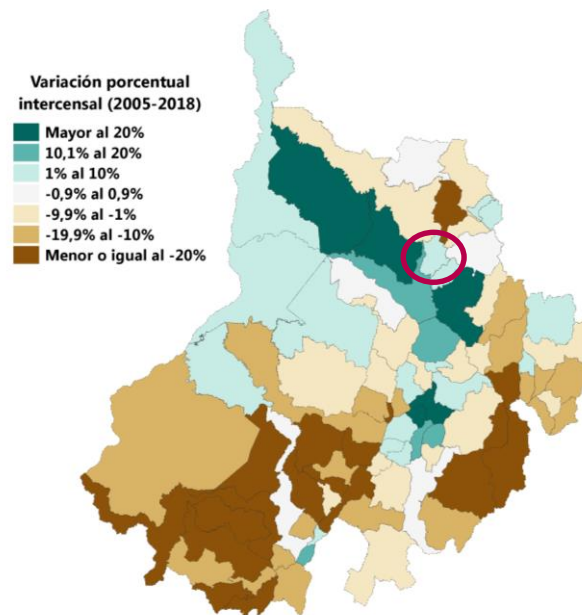 Variación porcentual
intercensal (2005-2018)
Mayor al 20%
10,1% al 20%
1% al 10%
-0,9% al 0,9%
-9,9% al -1%
-19,9% al -10%
Menor o igual al -20%